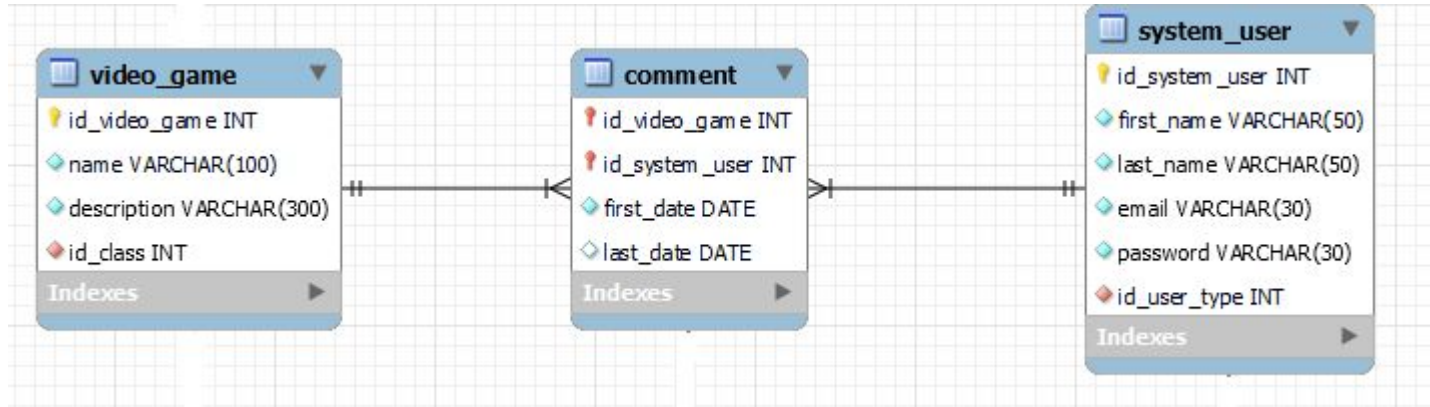 video_game
id_video_game INT
name VARCHAR(100)
description VARCHAR(300)
id_class INT
Indexes
comment
id_video_game INT
id_system_user INT
first_date DATE
last_date DATE
Indexes
system_user
id_system_user INT
first_name VARCHAR(50)
last_name VARCHAR(50)
email VARCHAR(30)
password VARCHAR(30)
id_user_type INT
Indexes